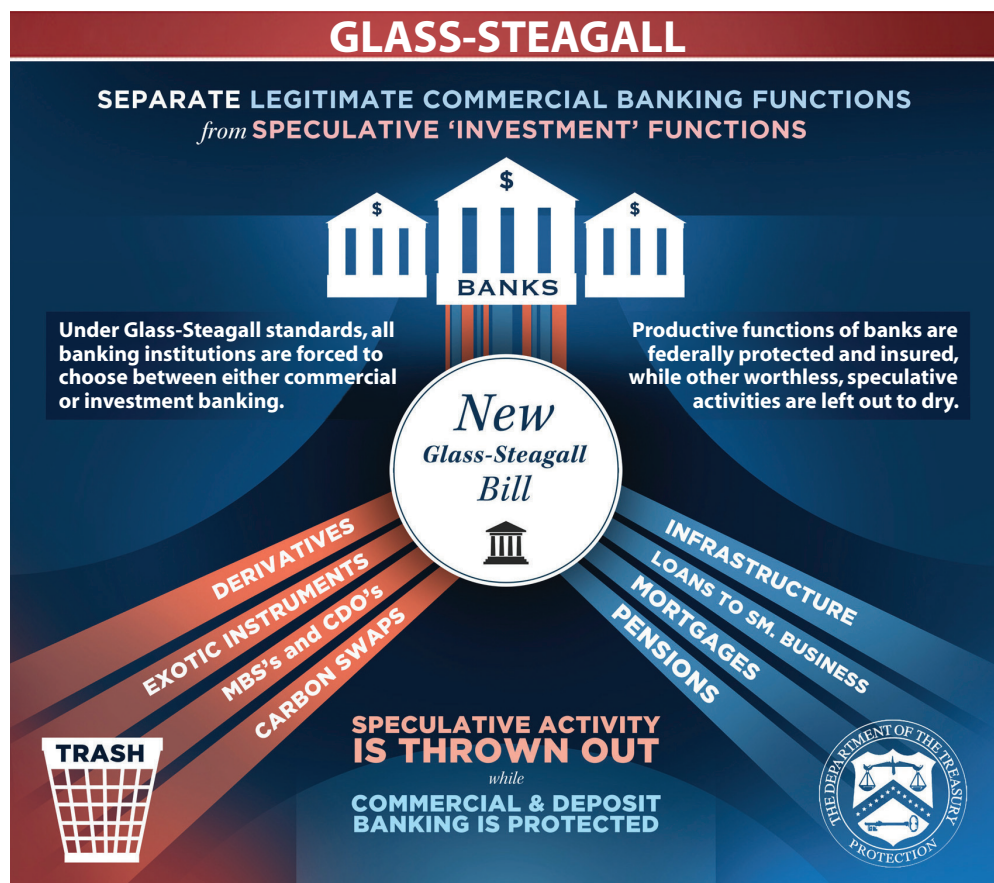 GLASS-STEAGALL
SEPARATE LEGITIMATE COMMERCIAL BANKING FUNCTIONS
from SPECULATIVE ‘INVESTMENT’ FUNCTIONS
$
$
$
BANKS
Under Glass-Steagall standards, all
banking institutions are forced to
choose between either commercial
or investment banking.
Productive functions of banks are
federally protected and insured,
while other worthless, speculative
activities are left out to dry.
New
Glass-Steagall
Bill
DERIVATIVES
EXOTIC INSTRUMENTS
MBS's and CDO's
CARBON SWAPS
INFRASTRUCTURE
LOANS TO SM. BUSINESS
MORTGAGES
PENSIONS
TRASH
SPECULATIVE ACTIVITY
IS THROWN OUT
while
COMMERCIAL & DEPOSIT
BANKING IS PROTECTED
THE DEPARTMENT OF THE TREASURY
PROTECTION